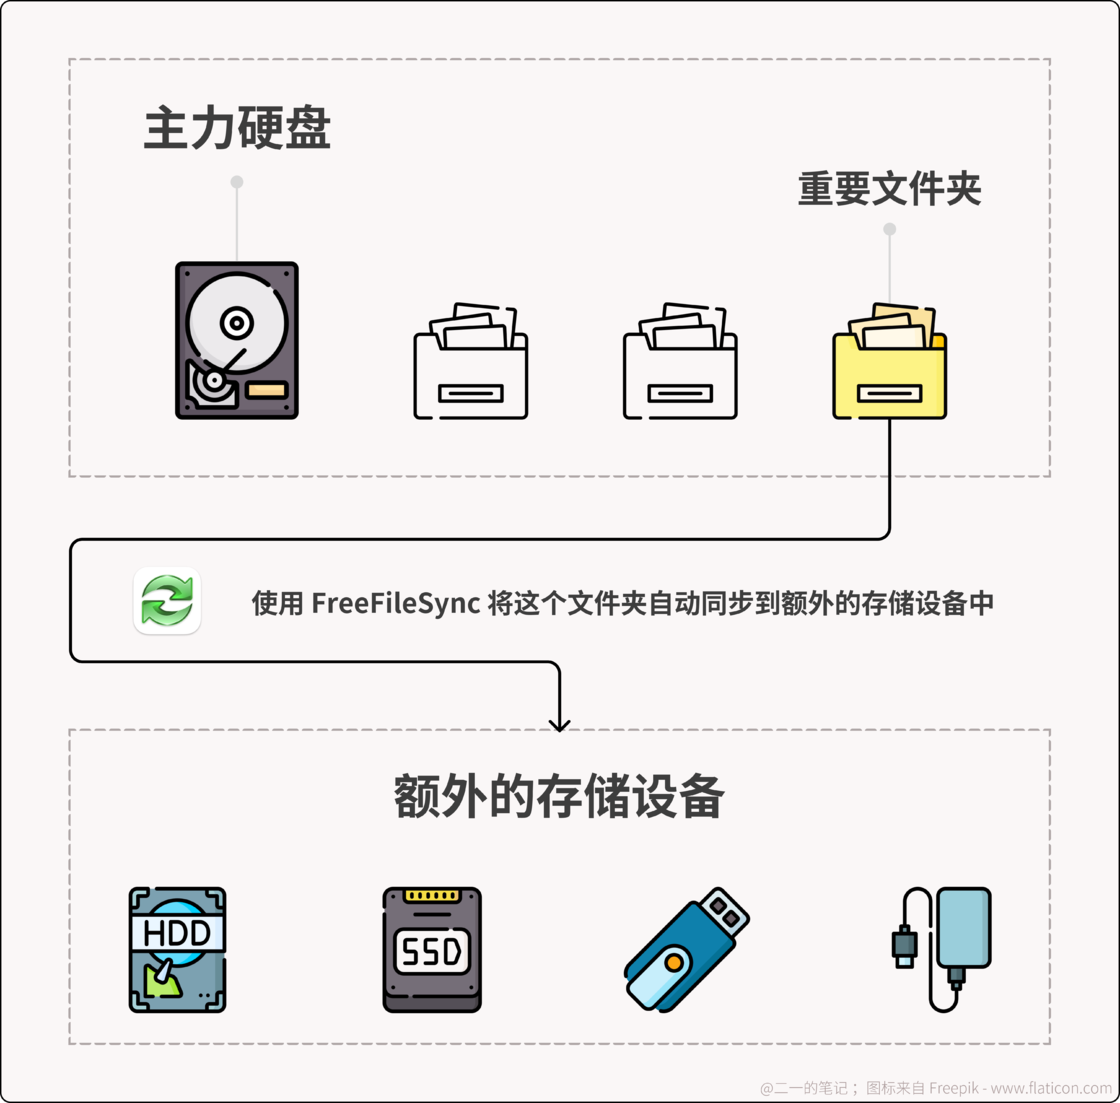 主力硬盘
重要文件夹
使用 FreeFileSync 将这个文件夹自动同步到额外的存储设备中
额外的存储设备
HDD
SSD
@二一的笔记 ；图标来自 Freepik - www.flaticon.com